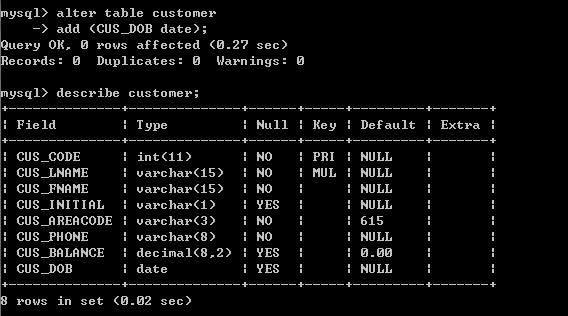 mysql> alter table customer
    -> add (CUS_DOB date);
Query OK, 0 rows affected (0.27 sec)
Records: 0  Duplicates: 0  Warnings: 0

mysql> describe customer;
+--------------+--------------+------+-----+---------+-------+
| Field        | Type         | Null | Key | Default | Extra |
+--------------+--------------+------+-----+---------+-------+
| CUS_CODE     | int(11)      | NO   | PRI | NULL    |       |
| CUS_LNAME    | varchar(15)  | NO   | MUL | NULL    |       |
| CUS_FNAME    | varchar(15)  | NO   |     | NULL    |       |
| CUS_INITIAL  | varchar(1)   | YES  |     | NULL    |       |
| CUS_AREACODE | varchar(3)   | NO   |     | 615     |       |
| CUS_PHONE    | varchar(8)   | NO   |     | NULL    |       |
| CUS_BALANCE  | decimal(8,2) | YES  |     | 0.00    |       |
| CUS_DOB      | date         | YES  |     | NULL    |       |
+--------------+--------------+------+-----+---------+-------+
8 rows in set (0.02 sec)